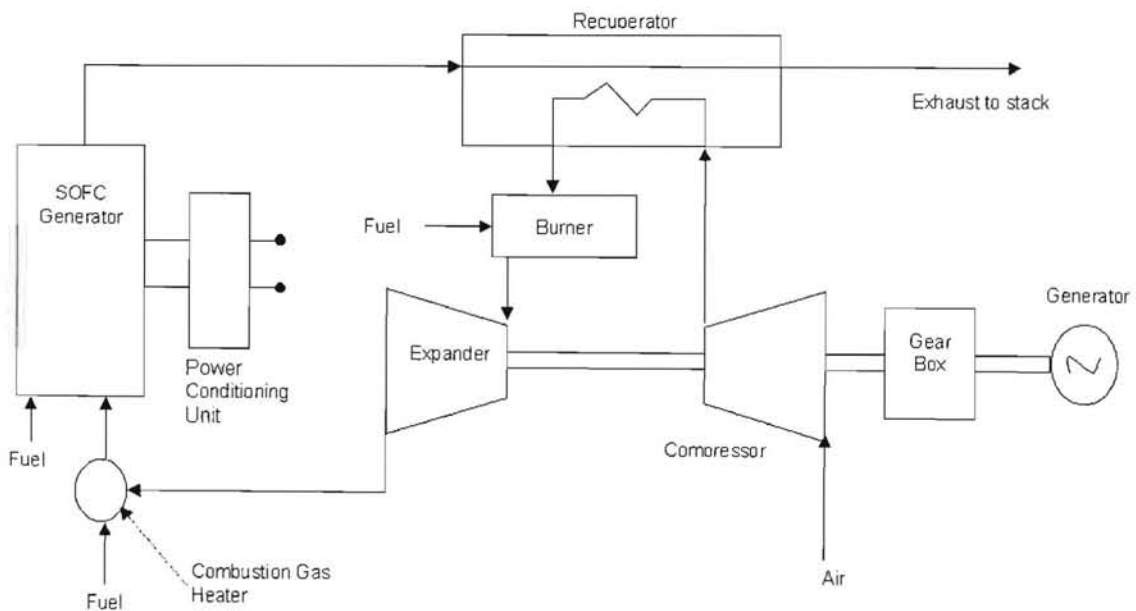 Recuperator
Exhaust to stack
SOFC
Generator
Fuel
Burner
Generator
Expander
Gear
Box
Power
Conditioning
Unit
Compressor
Fuel
Combustion Gas
Heater
Fuel
Air